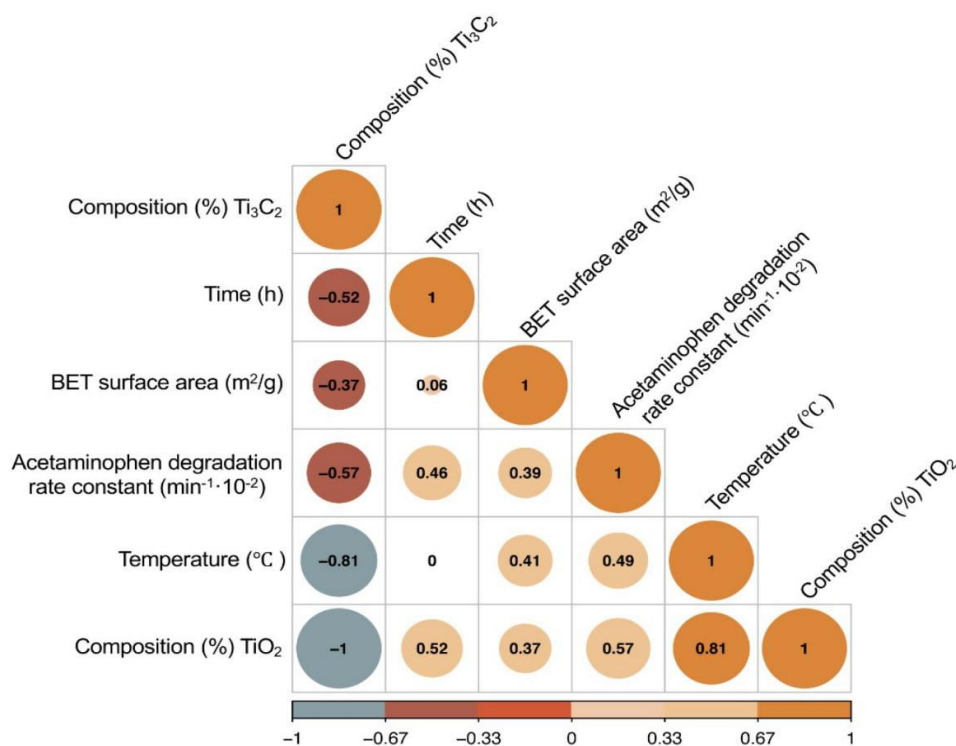 Composition (%) Ti₃C₂
Time (h)
BET surface area (m²/g)
Acetaminophen degradation
rate constant (min⁻¹·10⁻²)
Temperature (℃)
Composition (%) TiO₂
Composition (%) Ti₃C₂
1
Time (h)
−0.52
1
BET surface area (m²/g)
−0.37
0.06
1
Acetaminophen degradation
rate constant (min⁻¹·10⁻²)
−0.57
0.46
0.39
1
Temperature (℃)
−0.81
0
0.41
0.49
1
Composition (%) TiO₂
−1
0.52
0.37
0.57
0.81
1
−1
−0.67
−0.33
0
0.33
0.67
1